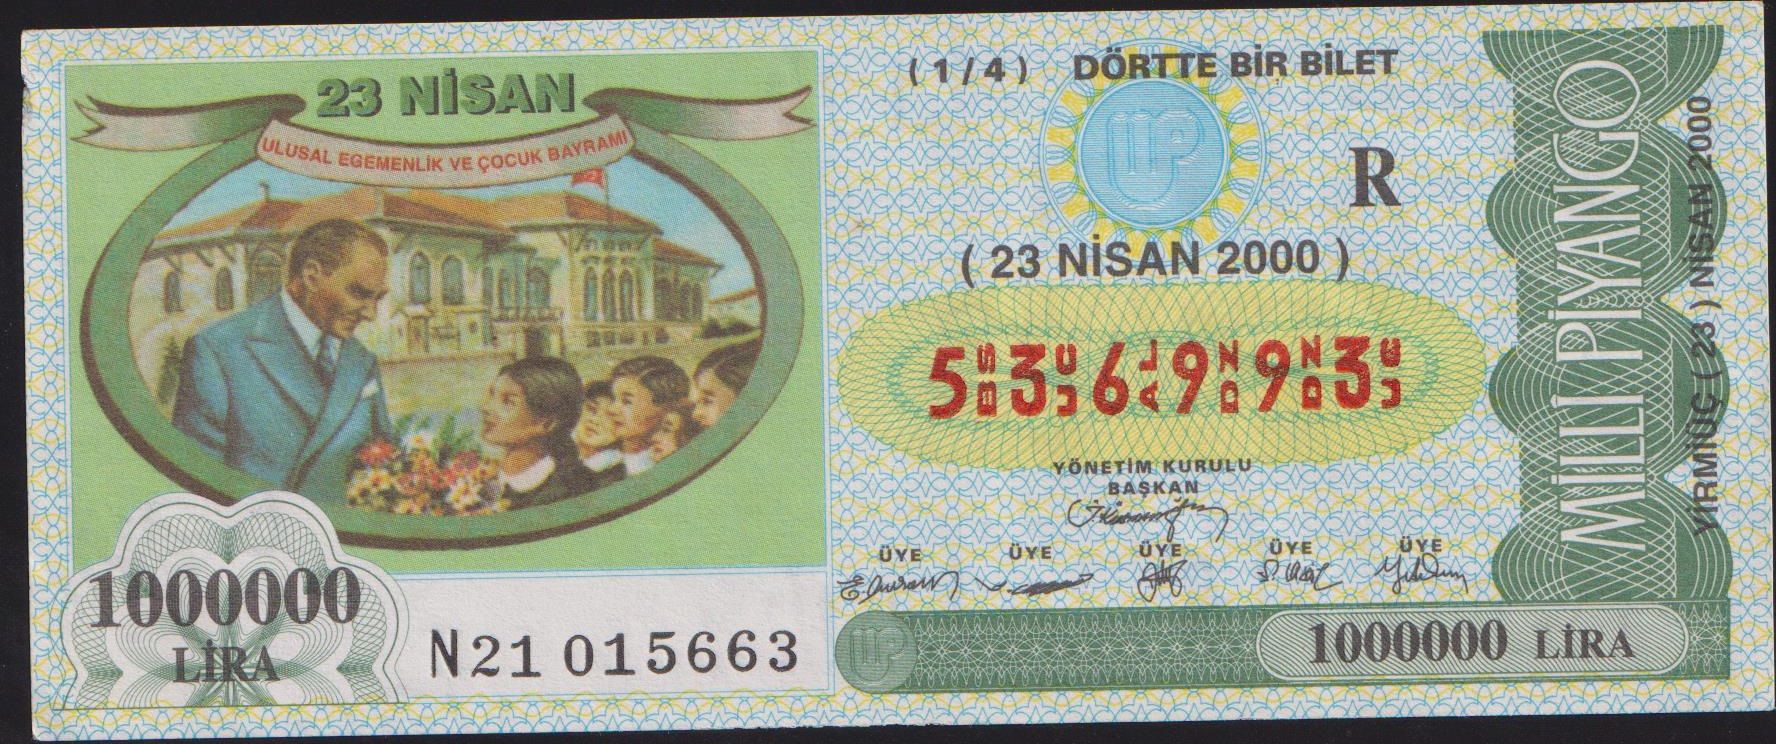 23 NİSAN
ULUSAL EGEMENLİK VE ÇOCUK BAYRAMI
1000000
LİRA
N21 015663
(1/4) DÖRTTE BİR BİLET
R
( 23 NİSAN 2000 )
5 3 6 9 9 3
YÖNETİM KURULU
BAŞKAN
ÜYE ÜYE ÜYE ÜYE ÜYE
1000000 LİRA
MİLLİ PİYANGO
YİRMİÜÇ ( 23 ) NİSAN 2000